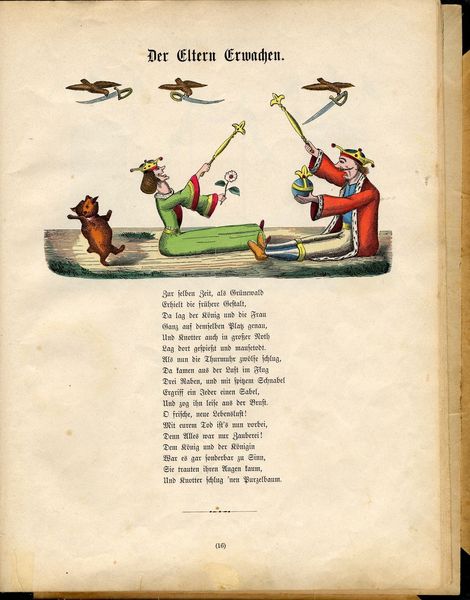 Der Eltern Erwachen.
Zur selben Zeit, als Grünewald
Erhielt die frühere Gestalt,
Da lag der König und die Frau
Ganz auf demselben Platz genau,
Und Knotter auch in großer Noth
Lag dort gespießt und mausetodt.
Als nun die Thurmuhr zwölfe schlug,
Da kamen aus der Luft im Flug
Drei Raben, und mit spitzem Schnabel
Ergriff ein Jeder einen Sabel,
Und zog ihn leise aus der Brust.
O frische, neue Lebenslust!
Mit eurem Tod ist's nun vorbei,
Denn Alles war nur Zauberei!
Dem König und der Königin
War es gar sonderbar zu Sinn,
Sie trauten ihren Augen kaum,
Und Knotter schlug 'nen Purzelbaum.
(16)